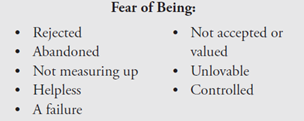 Fear of Being:
• Rejected
• Abandoned
• Not measuring up
• Helpless
• A failure
• Not accepted or
valued
• Unlovable
• Controlled